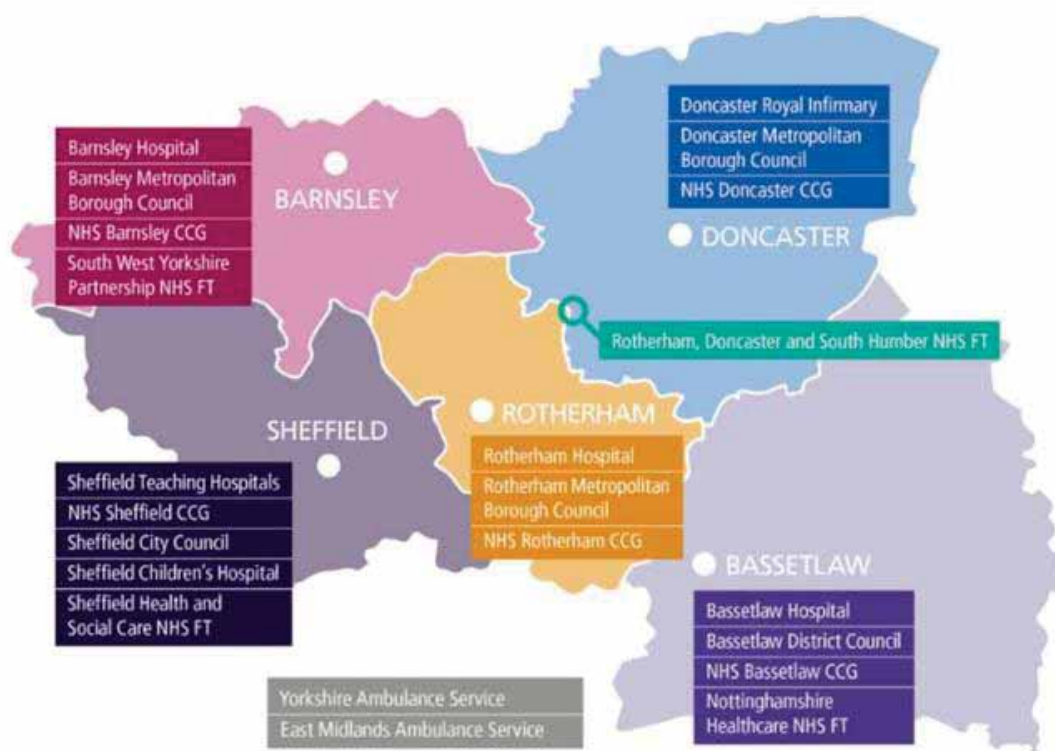 Doncaster Royal Infirmary
Doncaster Metropolitan
Borough Council
NHS Doncaster CCG
DONCASTER
Barnsley Hospital
Barnsley Metropolitan
Borough Council
NHS Barnsley CCG
South West Yorkshire
Partnership NHS FT
BARNSLEY
Rotherham, Doncaster and South Humber NHS FT
SHEFFIELD
Sheffield Teaching Hospitals
NHS Sheffield CCG
Sheffield City Council
Sheffield Children's Hospital
Sheffield Health and
Social Care NHS FT
ROTHERHAM
Rotherham Hospital
Rotherham Metropolitan
Borough Council
NHS Rotherham CCG
BASSETLAW
Bassetlaw Hospital
Bassetlaw District Council
NHS Bassetlaw CCG
Nottinghamshire
Healthcare NHS FT
Yorkshire Ambulance Service
East Midlands Ambulance Service